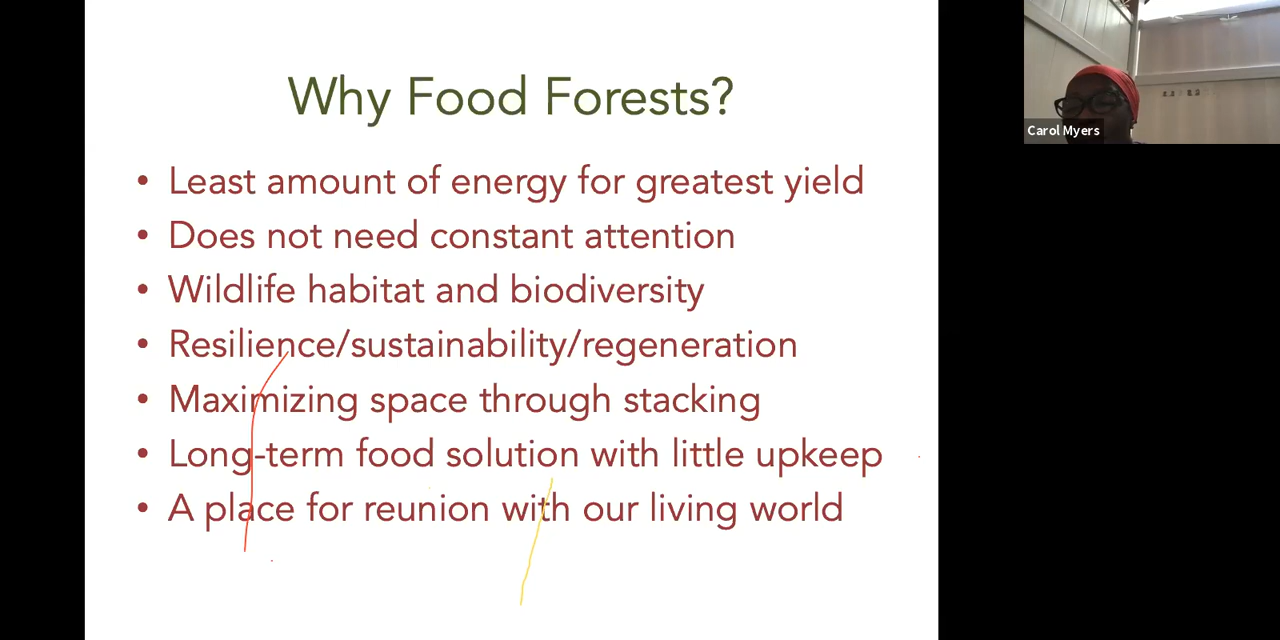 Why Food Forests?
• Least amount of energy for greatest yield
• Does not need constant attention
• Wildlife habitat and biodiversity
• Resilience/sustainability/regeneration
• Maximizing space through stacking
• Long-term food solution with little upkeep
• A place for reunion with our living world
Carol Myers